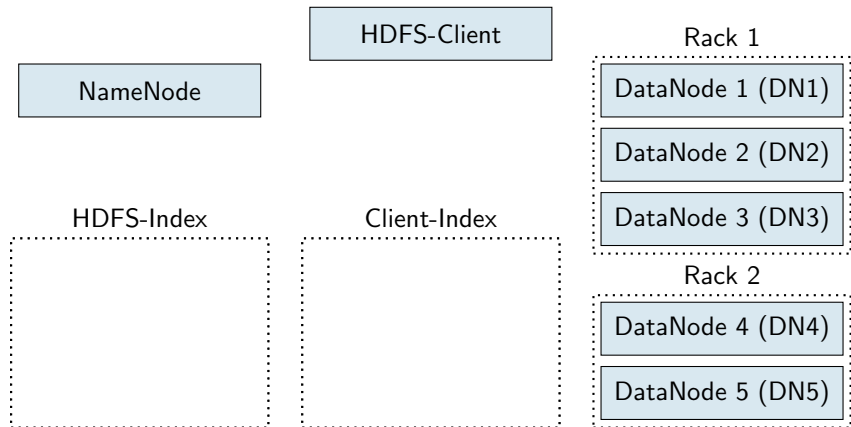 HDFS-Client
NameNode
HDFS-Index
Client-Index
Rack 1
DataNode 1 (DN1)
DataNode 2 (DN2)
DataNode 3 (DN3)
Rack 2
DataNode 4 (DN4)
DataNode 5 (DN5)